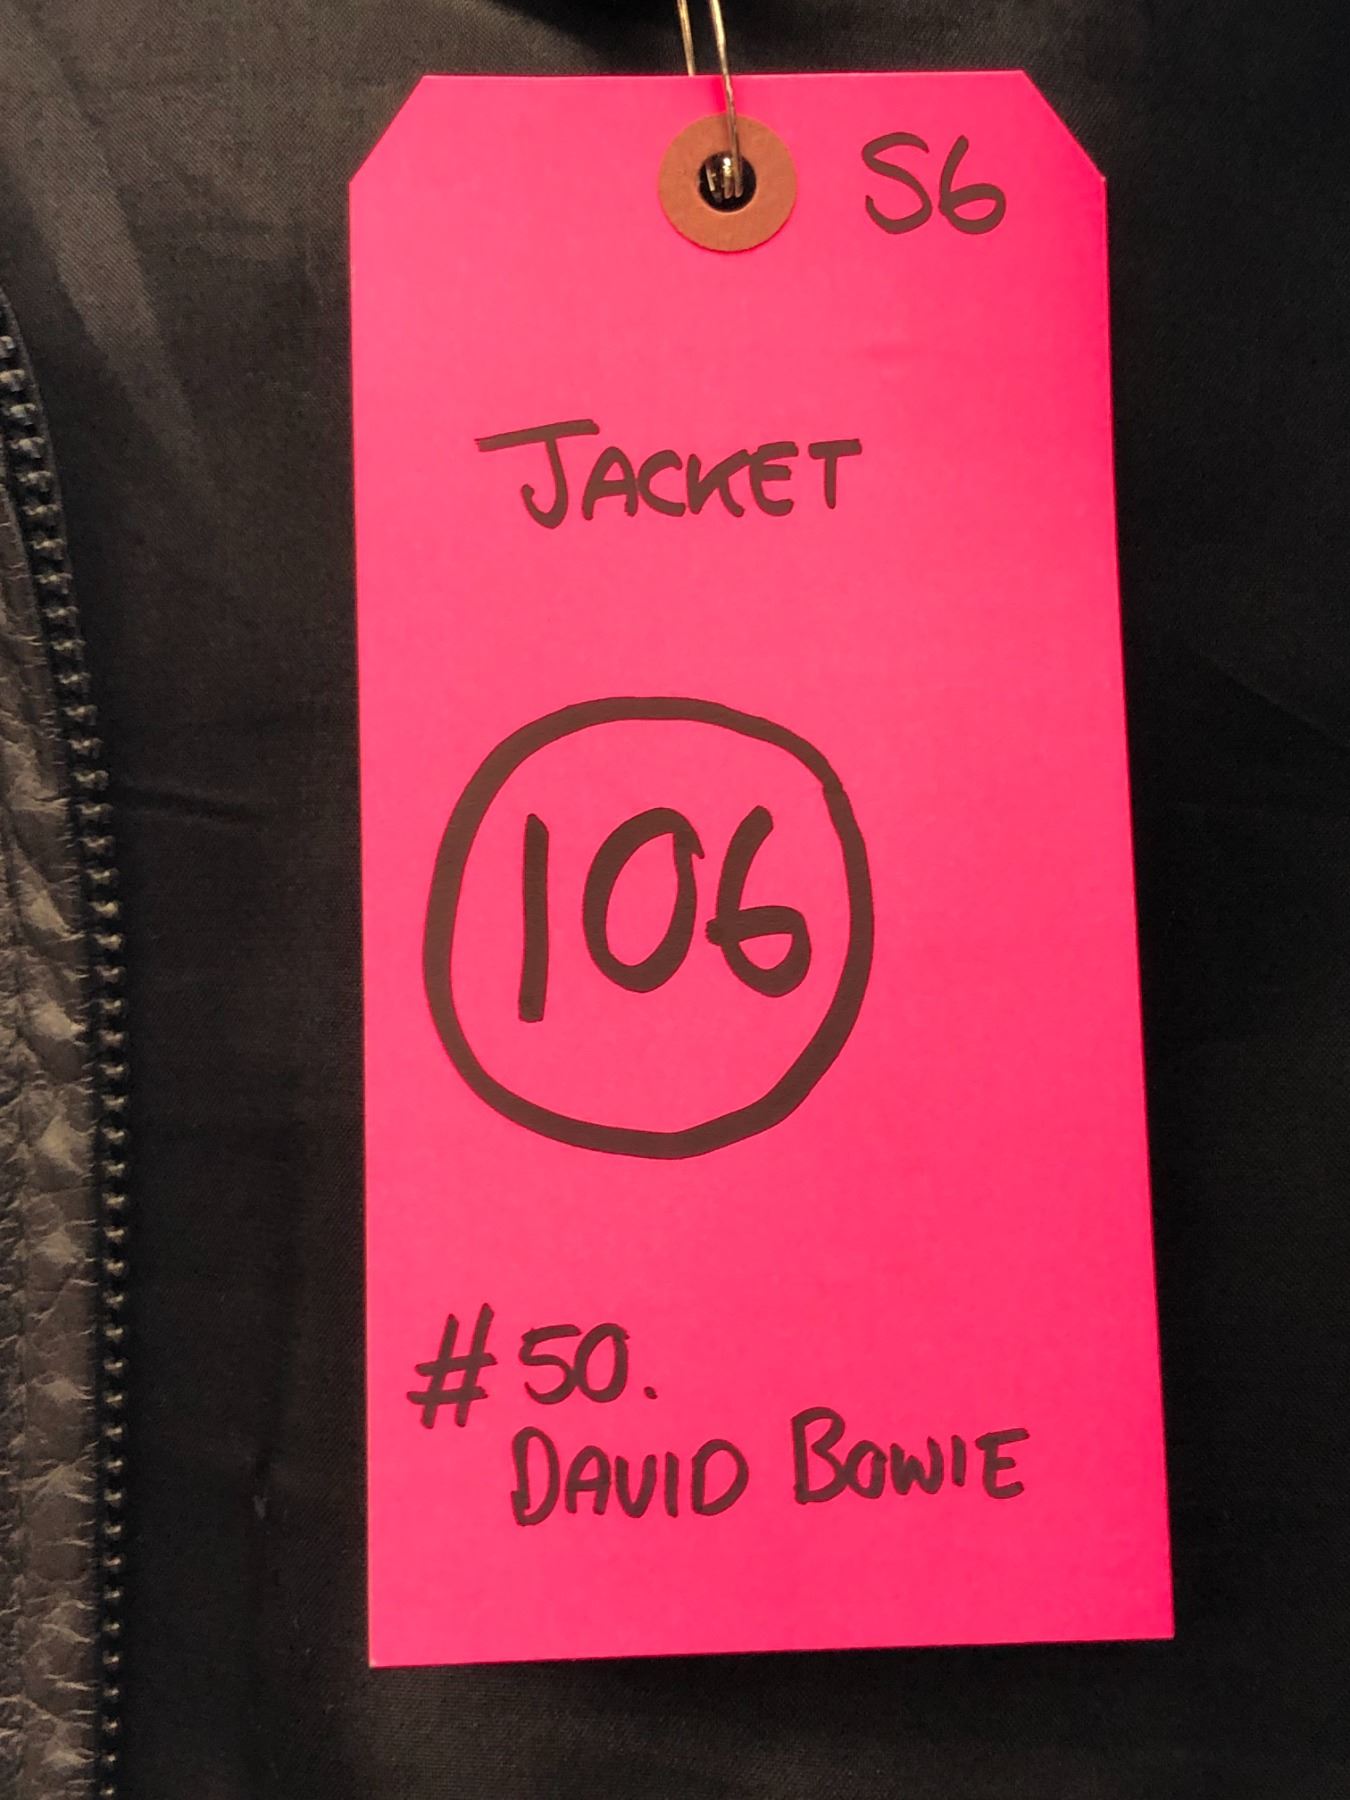 S6
JACKET
106
#50.
DAVID BOWIE